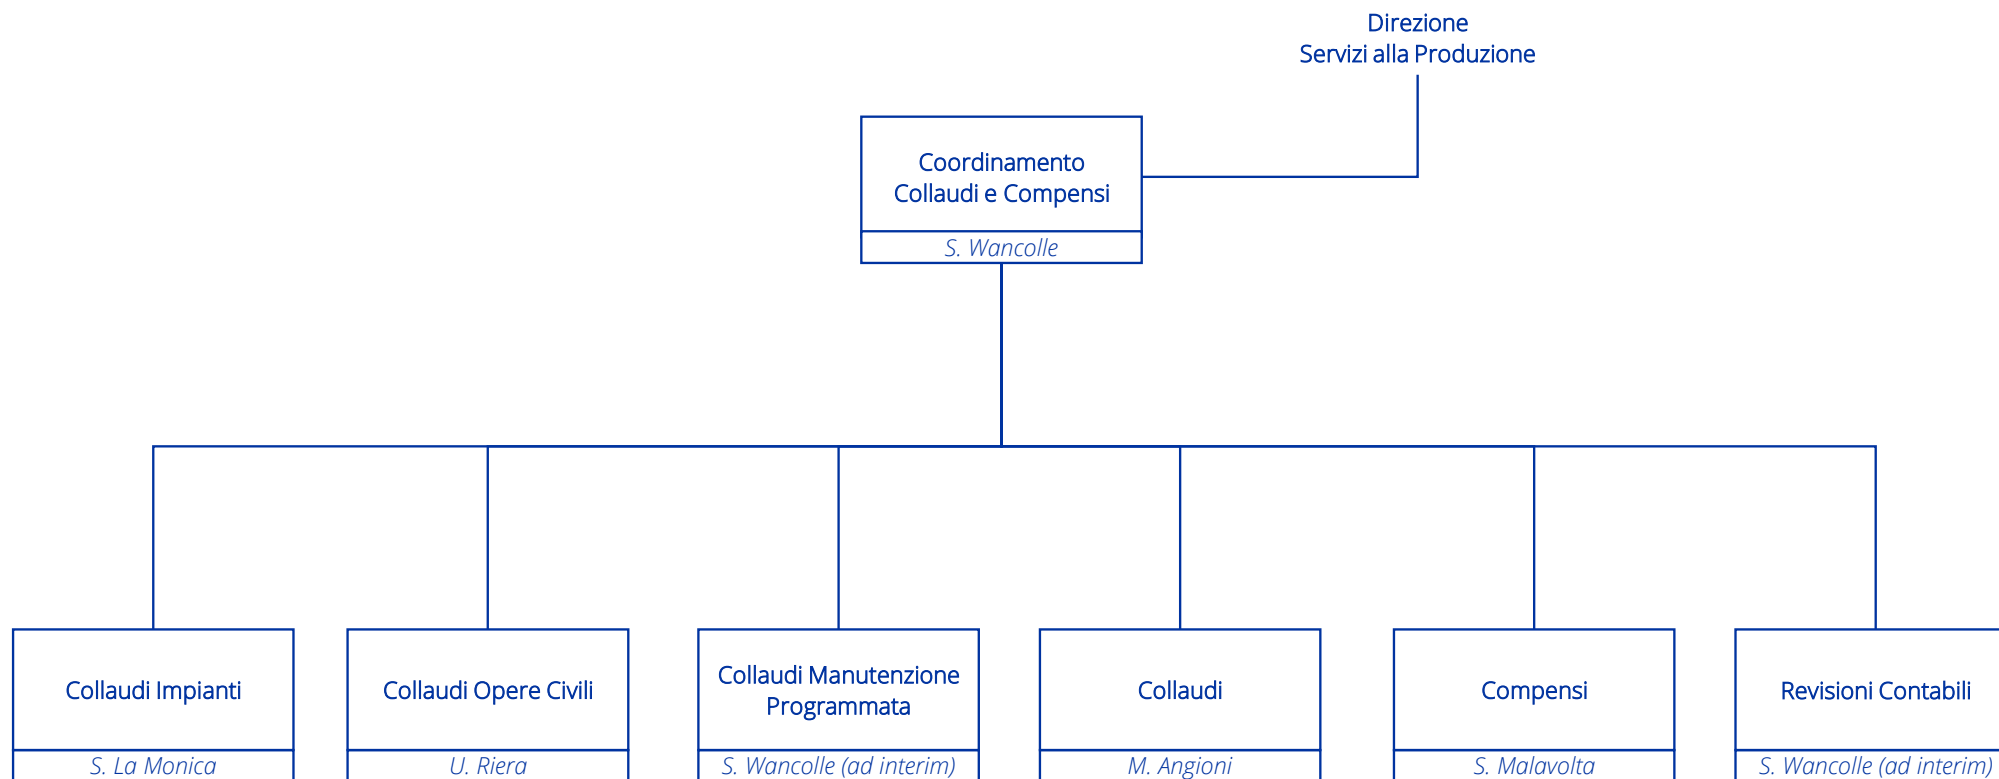 Direzione
Servizi alla Produzione
Coordinamento
Collaudi e Compensi
S. Wancolle
Collaudi Impianti
S. La Monica
Collaudi Opere Civili
U. Riera
Collaudi Manutenzione
Programmata
S. Wancolle (ad interim)
Collaudi
M. Angioni
Compensi
S. Malavolta
Revisioni Contabili
S. Wancolle (ad interim)